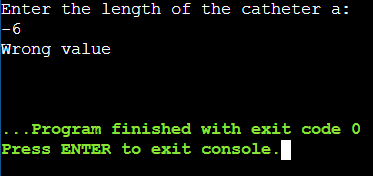 Enter the length of the catheter a:
-6
Wrong value
...Program finished with exit code 0
Press ENTER to exit console.